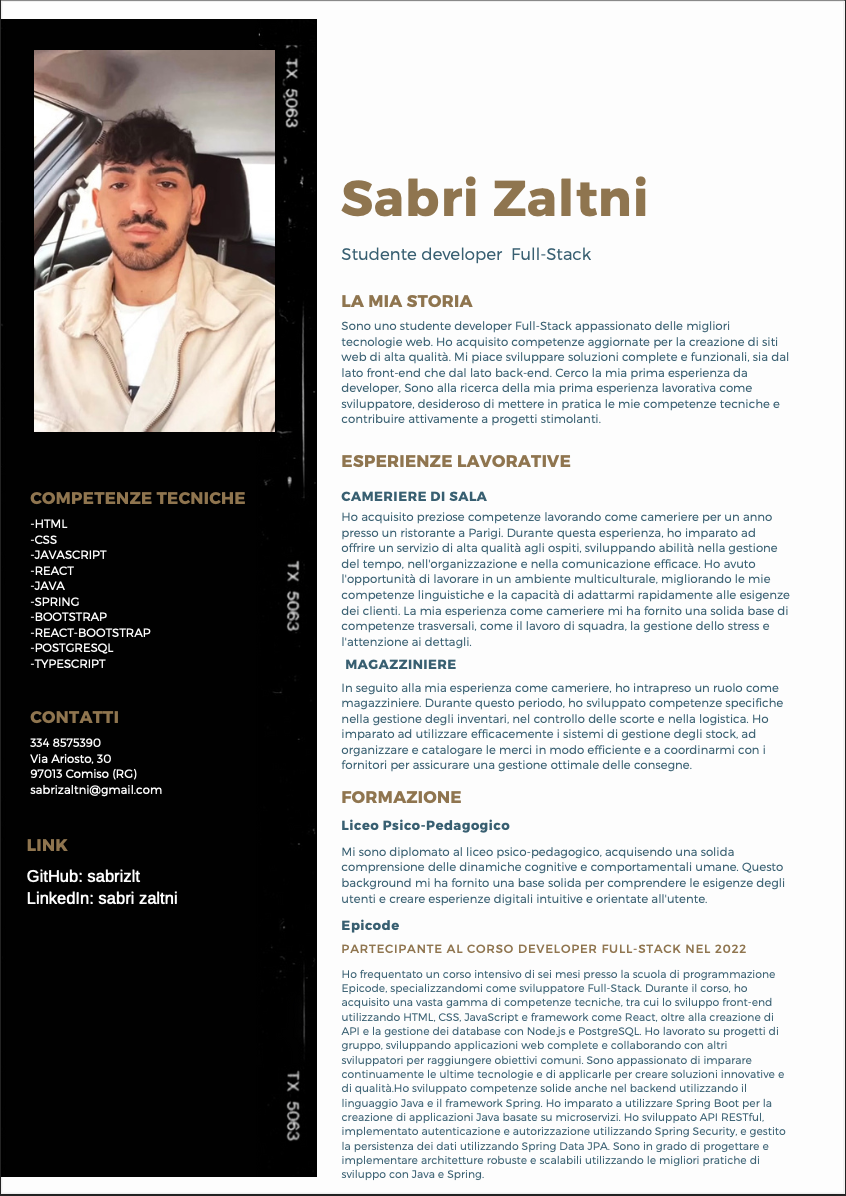 TX 5063
Sabri Zaltni
Studente developer Full-Stack
LA MIA STORIA
Sono uno studente developer Full-Stack appassionato delle migliori
tecnologie web. Ho acquisito competenze aggiornate per la creazione di siti
web di alta qualità. Mi piace sviluppare soluzioni complete e funzionali, sia dal
lato front-end che dal lato back-end. Cerco la mia prima esperienza da
developer, Sono alla ricerca della mia prima esperienza lavorativa come
sviluppatore, desideroso di mettere in pratica le mie competenze tecniche e
contribuire attivamente a progetti stimolanti.
ESPERIENZE LAVORATIVE
CAMERIERE DI SALA
Ho acquisito preziose competenze lavorando come cameriere per un anno
presso un ristorante a Parigi. Durante questa esperienza, ho imparato ad
offrire un servizio di alta qualità agli ospiti, sviluppando abilità nella gestione
del tempo, nell'organizzazione e nella comunicazione efficace. Ho avuto
l'opportunità di lavorare in un ambiente multiculturale, migliorando le mie
competenze linguistiche e la capacità di adattarmi rapidamente alle esigenze
dei clienti. La mia esperienza come cameriere mi ha fornito una solida base di
competenze trasversali, come il lavoro di squadra, la gestione dello stress e
l'attenzione ai dettagli.
MAGAZZINIERE
In seguito alla mia esperienza come cameriere, ho intrapreso un ruolo come
magazziniere. Durante questo periodo, ho sviluppato competenze specifiche
nella gestione degli inventari, nel controllo delle scorte e nella logistica. Ho
imparato ad utilizzare efficacemente i sistemi di gestione degli stock, ad
organizzare e catalogare le merci in modo efficiente e a coordinarmi con i
fornitori per assicurare una gestione ottimale delle consegne.
FORMAZIONE
Liceo Psico-Pedagogico
Mi sono diplomato al liceo psico-pedagogico, acquisendo una solida
comprensione delle dinamiche cognitive e comportamentali umane. Questo
background mi ha fornito una base solida per comprendere le esigenze degli
utenti e creare esperienze digitali intuitive e orientate all'utente.
Epicode
PARTECIPANTE AL CORSO DEVELOPER FULL-STACK NEL 2022
Ho frequentato un corso intensivo di sei mesi presso la scuola di programmazione
Epicode, specializzandomi come sviluppatore Full-Stack. Durante il corso, ho
acquisito una vasta gamma di competenze tecniche, tra cui lo sviluppo front-end
utilizzando HTML, CSS, JavaScript e framework come React, oltre alla creazione di
API e la gestione dei database con Node.js e PostgreSQL. Ho lavorato su progetti di
gruppo, sviluppando applicazioni web complete e collaborando con altri
sviluppatori per raggiungere obiettivi comuni. Sono appassionato di imparare
continuamente le ultime tecnologie e di applicarle per creare soluzioni innovative e
di qualità.Ho sviluppato competenze solide anche nel backend utilizzando il
linguaggio Java e il framework Spring. Ho imparato a utilizzare Spring Boot per la
creazione di applicazioni Java basate su microservizi. Ho sviluppato API RESTful,
implementato autenticazione e autorizzazione utilizzando Spring Security, e gestito
la persistenza dei dati utilizzando Spring Data JPA. Sono in grado di progettare e
implementare architetture robuste e scalabili utilizzando le migliori pratiche di
sviluppo con Java e Spring.
COMPETENZE TECNICHE
-HTML
-CSS
-JAVASCRIPT
-REACT
-JAVA
-SPRING
-BOOTSTRAP
-REACT-BOOTSTRAP
-POSTGRESQL
-TYPESCRIPT
TX 5063
CONTATTI
334 8575390
Via Ariosto, 30
97013 Comiso (RG)
sabrizaltni@gmail.com
LINK
GitHub: sabrizlt
LinkedIn: sabri zaltni
TX 5063